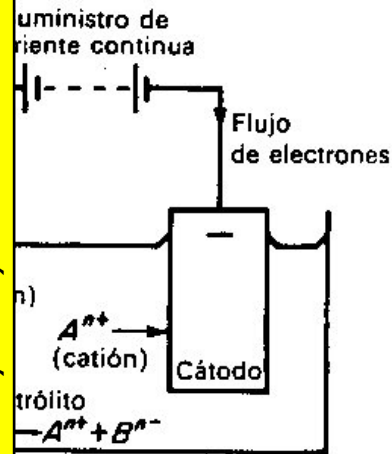 uministro de
riente continua
Flujo
de electrones
−
n)
Aⁿ⁺
(catión)
Cátodo
trólito
Aⁿ⁺ + Bⁿ⁻